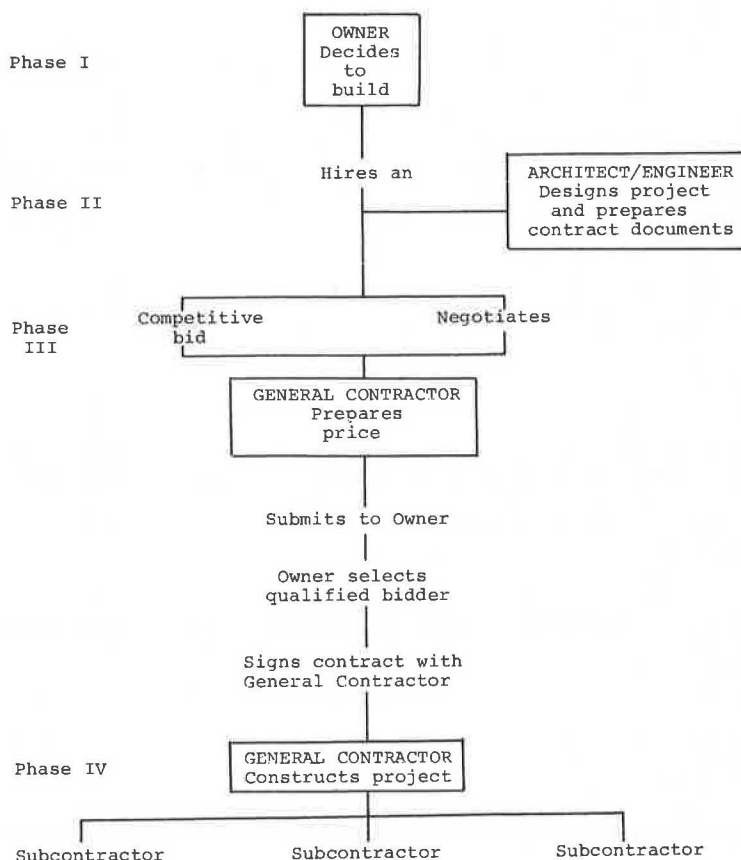 OWNER
Decides
to
build
Phase I
Hires an
ARCHITECT/ENGINEER
Designs project
and prepares
contract documents
Phase II
Competitive
bid
Negotiates
Phase
III
GENERAL CONTRACTOR
Prepares
price
Submits to Owner
Owner selects
qualified bidder
Signs contract with
General Contractor
Phase IV
GENERAL CONTRACTOR
Constructs project
Subcontractor
Subcontractor
Subcontractor